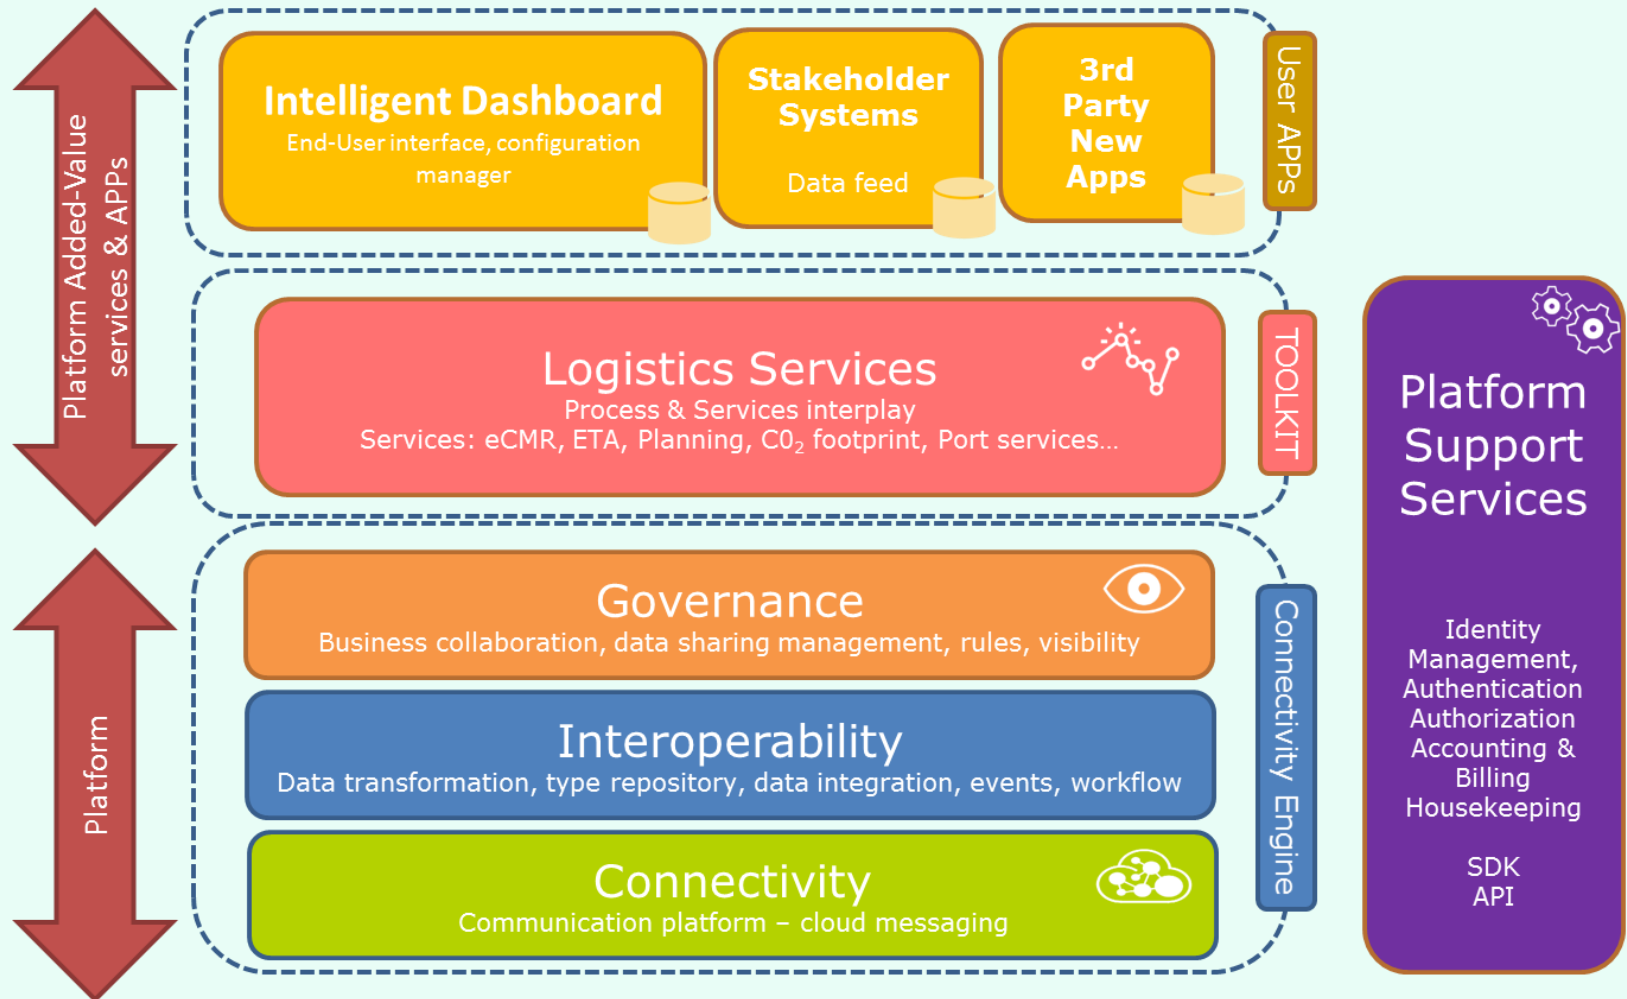 Platform Added-Value
services & APPs
Intelligent Dashboard
End-User interface, configuration
manager
Stakeholder
Systems
Data feed
3rd
Party
New
Apps
User APPs
Logistics Services
Process & Services interplay
Services: eCMR, ETA, Planning, C0₂ footprint, Port services...
TOOLKIT
Platform
Governance
Business collaboration, data sharing management, rules, visibility
Interoperability
Data transformation, type repository, data integration, events, workflow
Connectivity
Communication platform – cloud messaging
Connectivity Engine
Platform
Support
Services
Identity
Management,
Authentication
Authorization
Accounting &
Billing
Housekeeping
SDK
API